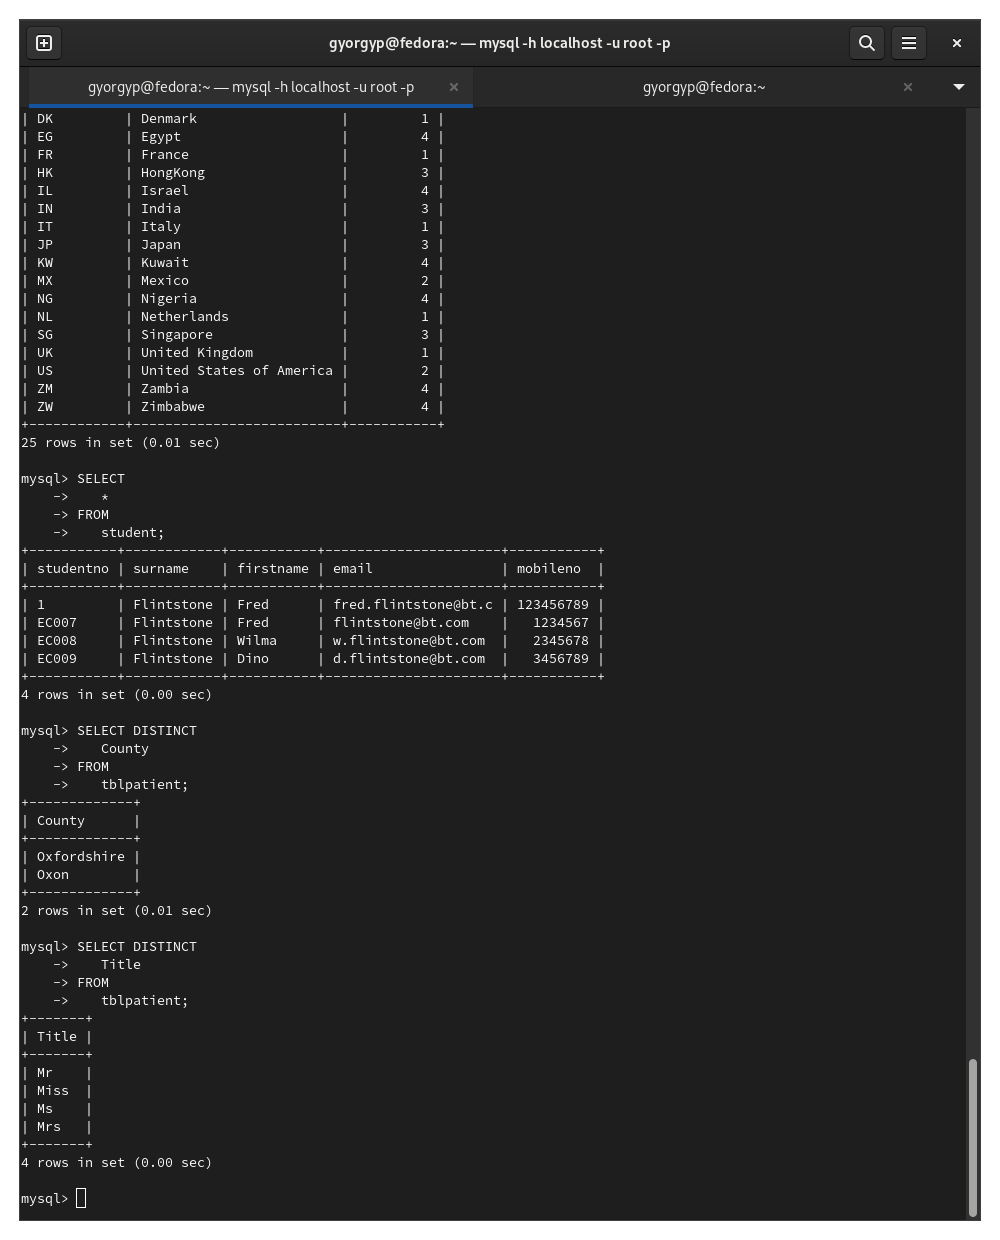 gyorgyp@fedora:~ — mysql -h localhost -u root -p
gyorgyp@fedora:~ — mysql -h localhost -u root -p
gyorgyp@fedora:~
| DK         | Denmark                  |         1 |
| EG         | Egypt                    |         4 |
| FR         | France                   |         1 |
| HK         | HongKong                 |         3 |
| IL         | Israel                   |         4 |
| IN         | India                    |         3 |
| IT         | Italy                    |         1 |
| JP         | Japan                    |         3 |
| KW         | Kuwait                   |         4 |
| MX         | Mexico                   |         2 |
| NG         | Nigeria                  |         4 |
| NL         | Netherlands              |         1 |
| SG         | Singapore                |         3 |
| UK         | United Kingdom           |         1 |
| US         | United States of America |         2 |
| ZM         | Zambia                   |         4 |
| ZW         | Zimbabwe                 |         4 |
+------------+--------------------------+-----------+
25 rows in set (0.01 sec)

mysql> SELECT
    ->    *
    -> FROM
    ->    student;
+-----------+------------+-----------+----------------------+-----------+
| studentno | surname    | firstname | email                | mobileno  |
+-----------+------------+-----------+----------------------+-----------+
| 1         | Flintstone | Fred      | fred.flintstone@bt.c | 123456789 |
| EC007     | Flintstone | Fred      | flintstone@bt.com    |   1234567 |
| EC008     | Flintstone | Wilma     | w.flintstone@bt.com  |   2345678 |
| EC009     | Flintstone | Dino      | d.flintstone@bt.com  |   3456789 |
+-----------+------------+-----------+----------------------+-----------+
4 rows in set (0.00 sec)

mysql> SELECT DISTINCT
    ->    County
    -> FROM
    ->    tblpatient;
+-------------+
| County      |
+-------------+
| Oxfordshire |
| Oxon        |
+-------------+
2 rows in set (0.01 sec)

mysql> SELECT DISTINCT
    ->    Title
    -> FROM
    ->    tblpatient;
+-------+
| Title |
+-------+
| Mr    |
| Miss  |
| Ms    |
| Mrs   |
+-------+
4 rows in set (0.00 sec)

mysql>